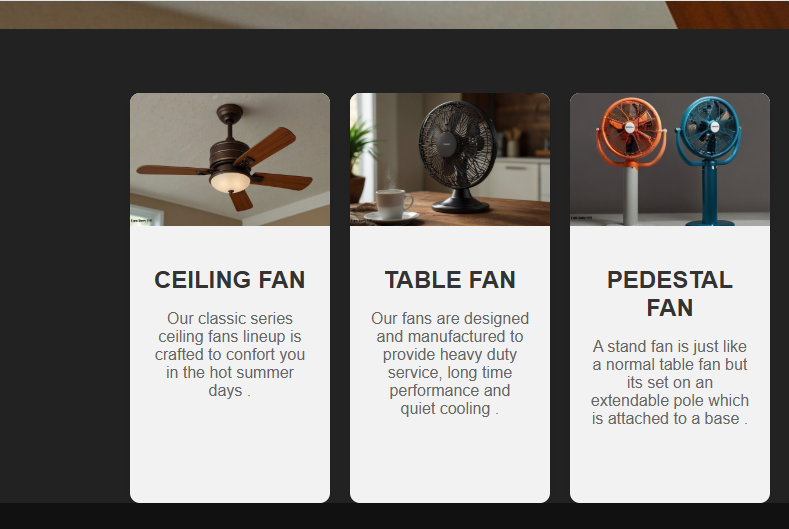 CEILING FAN
Our classic series
ceiling fans lineup is
crafted to confort you
in the hot summer
days .
TABLE FAN
Our fans are designed
and manufactured to
provide heavy duty
service, long time
performance and
quiet cooling .
PEDESTAL
FAN
A stand fan is just like
a normal table fan but
its set on an
extendable pole which
is attached to a base .